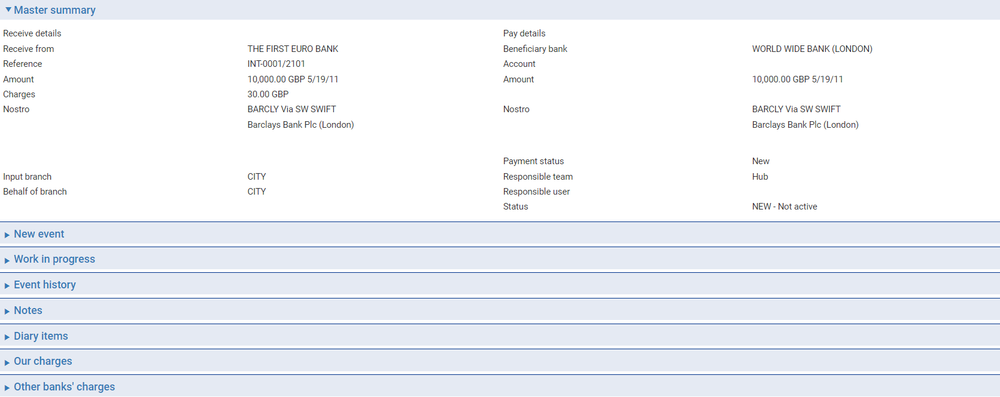 Master summary
Receive details Pay details
Receive from THE FIRST EURO BANK Beneficiary bank WORLD WIDE BANK (LONDON)
Reference INT-0001/2101 Account
Amount 10,000.00 GBP 5/19/11 Amount 10,000.00 GBP 5/19/11
Charges 30.00 GBP
Nostro BARCLY Via SW SWIFT Nostro BARCLY Via SW SWIFT
Barclays Bank Plc (London) Barclays Bank Plc (London)
Payment status New
Input branch CITY Responsible team Hub
Behalf of branch CITY Responsible user
Status NEW - Not active
New event
Work in progress
Event history
Notes
Diary items
Our charges
Other banks' charges